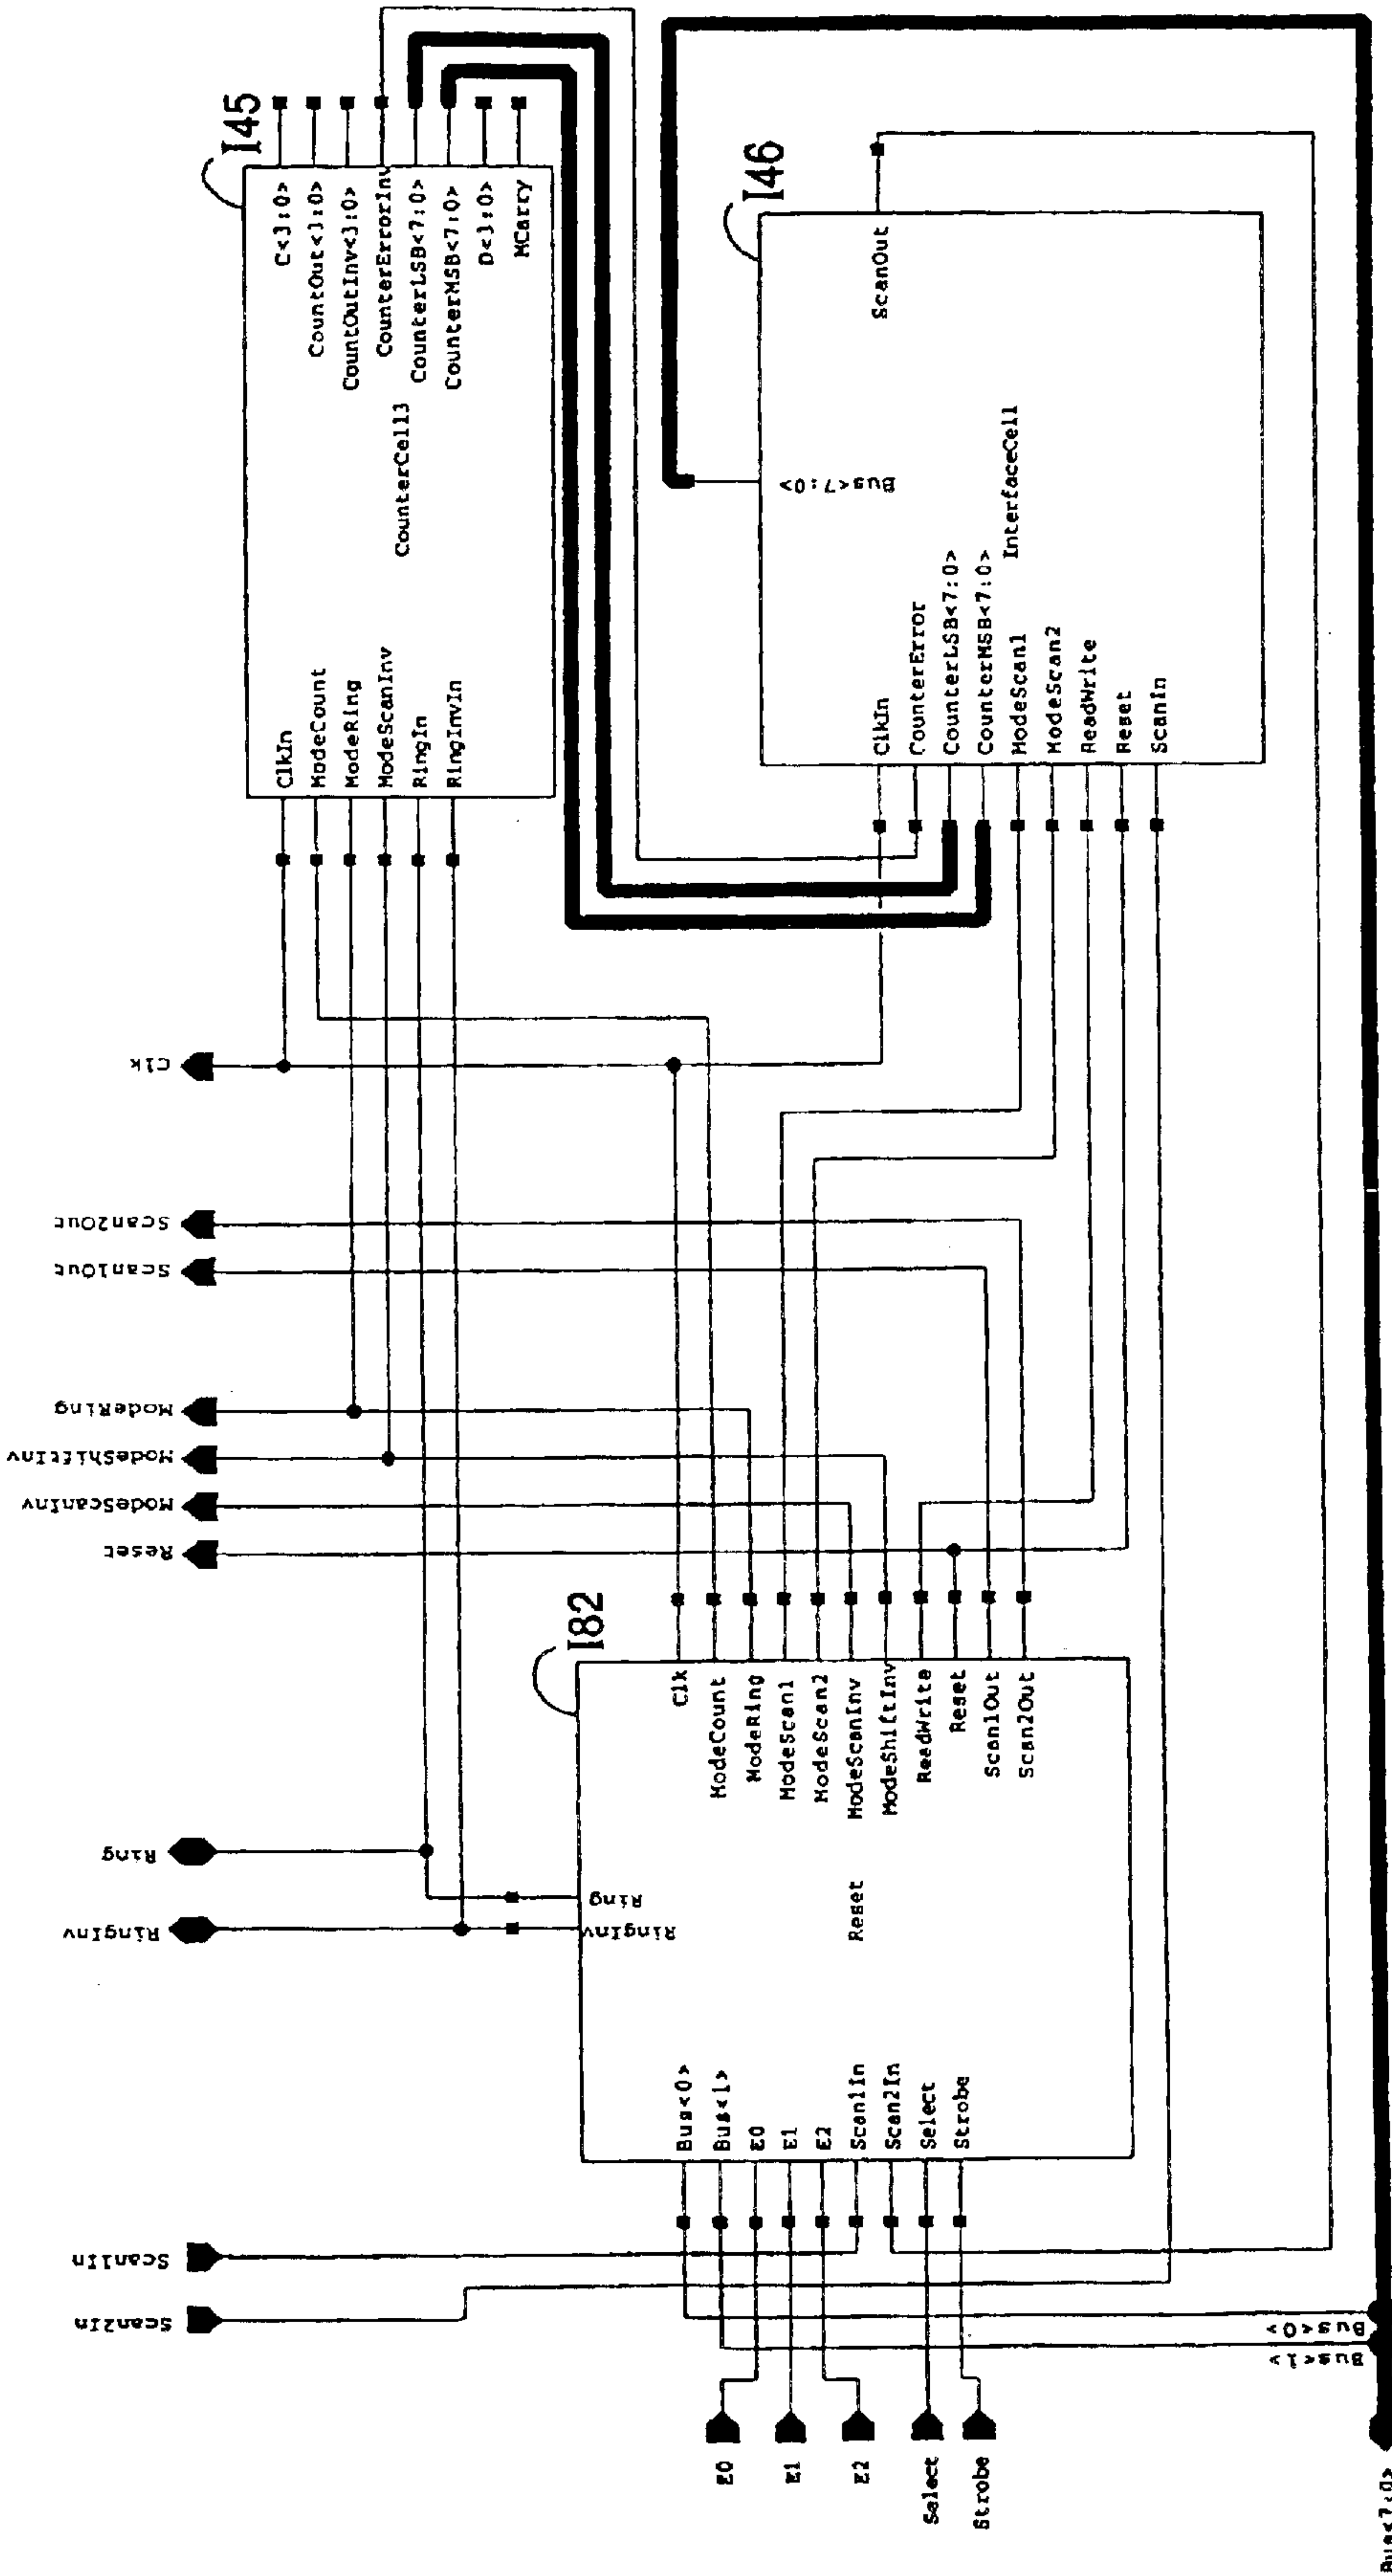 I45
C<3:0>
CountOut<3:0>
CountOutInv<3:0>
CounterErrorInv
CounterLSB<7:0>
CounterMSB<7:0>
D<3:0>
MCarry
CounterCell3
ClkIn
ModeCount
ModeRing
ModeScanInv
RingIn
RingInvIn
I46
ScanOut
Bus<7:0>
InterfaceCell
ClkIn
CounterError
CounterLSB<7:0>
CounterMSB<7:0>
ModeScan1
ModeScan2
ReadWrite
Reset
ScanIn
Clk
Scan2Out
Scan1Out
ModeRing
ModeShiftInv
ModeScanInv
Reset
Ring
RingInv
Scan1In
Scan2In
I82
Clk
ModeCount
ModeRing
ModeScan1
ModeScan2
ModeScanInv
ModeShiftInv
ReadWrite
Reset
Scan1Out
Scan2Out
Ring
RingInv
Reset
Bus<0>
Bus<1>
E0
E1
E2
Scan1In
Scan2In
Select
Strobe
E0
E1
E2
Select
Strobe
Bus<0>
Bus<1>
Bus<7:0>